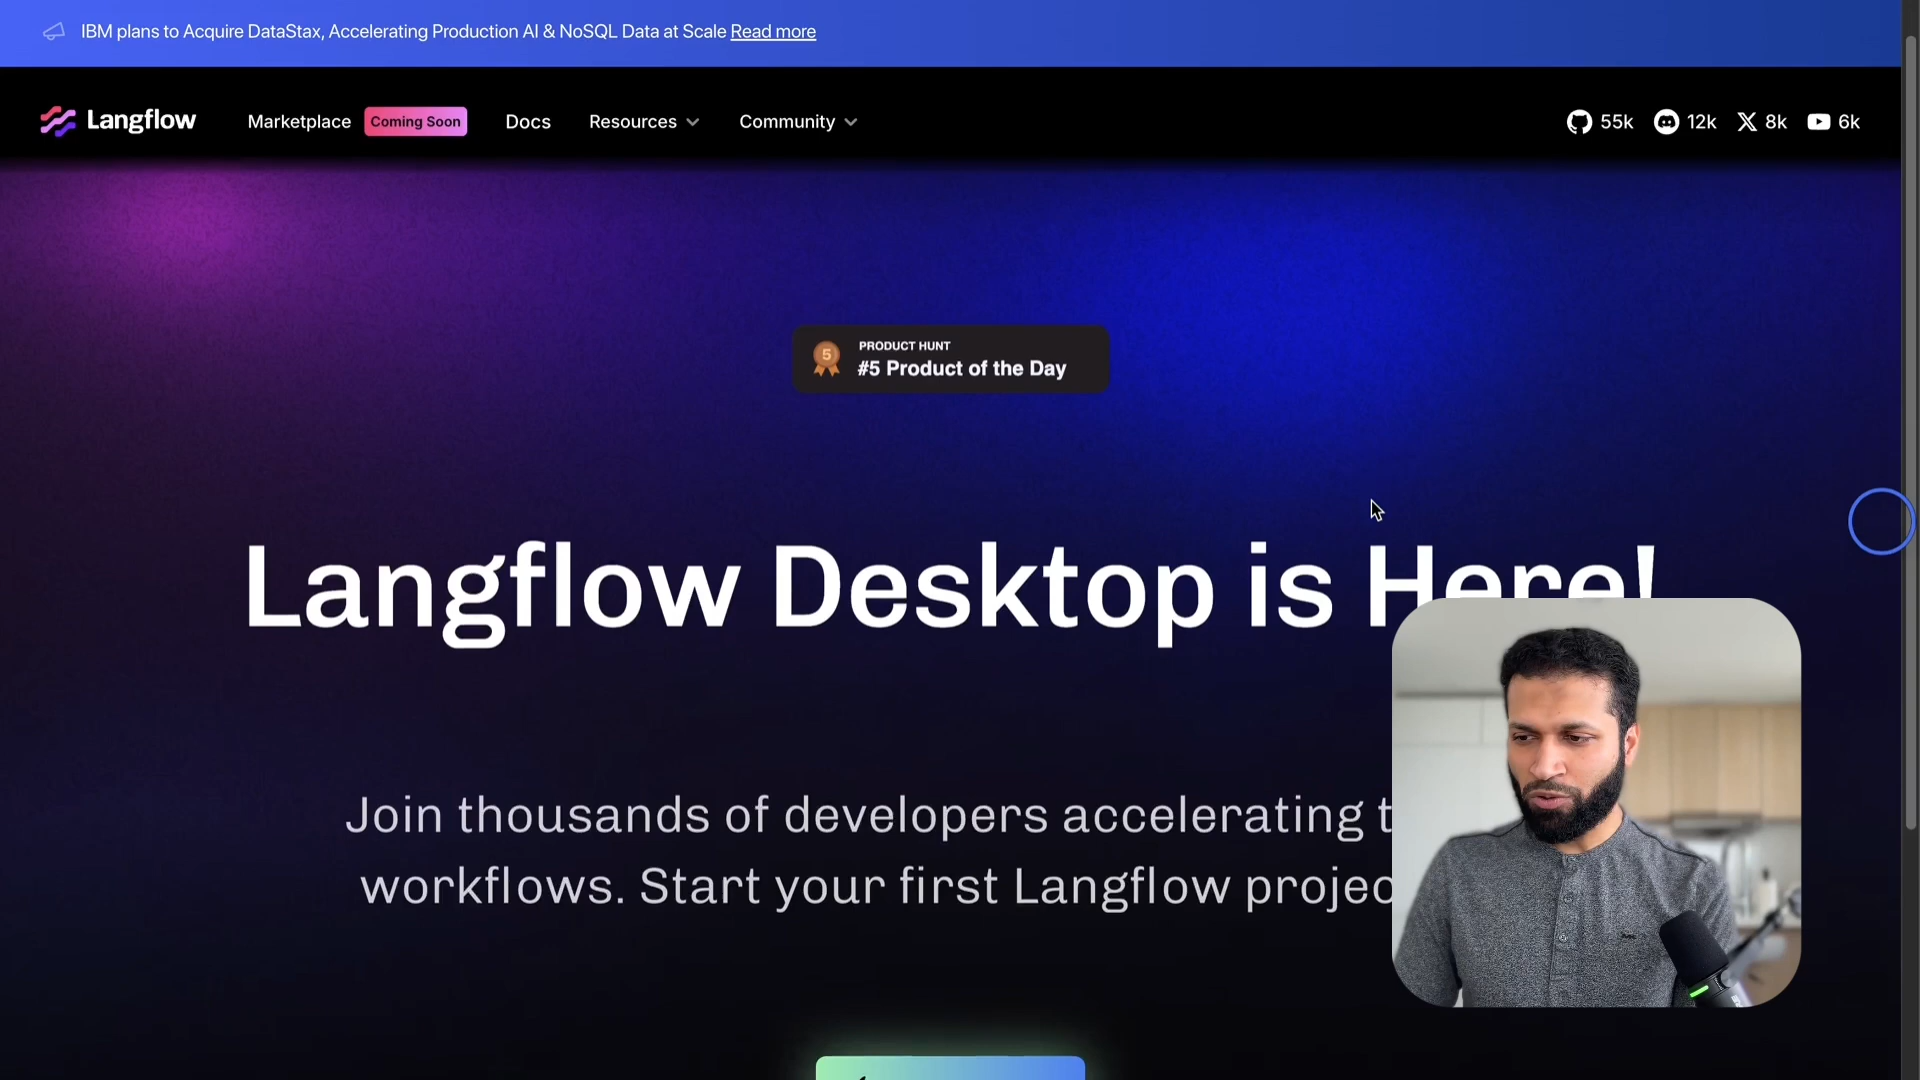 IBM plans to Acquire DataStax, Accelerating Production AI & NoSQL Data at Scale Read more
Langflow Marketplace Coming Soon Docs Resources Community 55k 12k 8k 6k
5
PRODUCT HUNT
#5 Product of the Day
Langflow Desktop is Here!
Join thousands of developers accelerating
workflows. Start your first Langflow